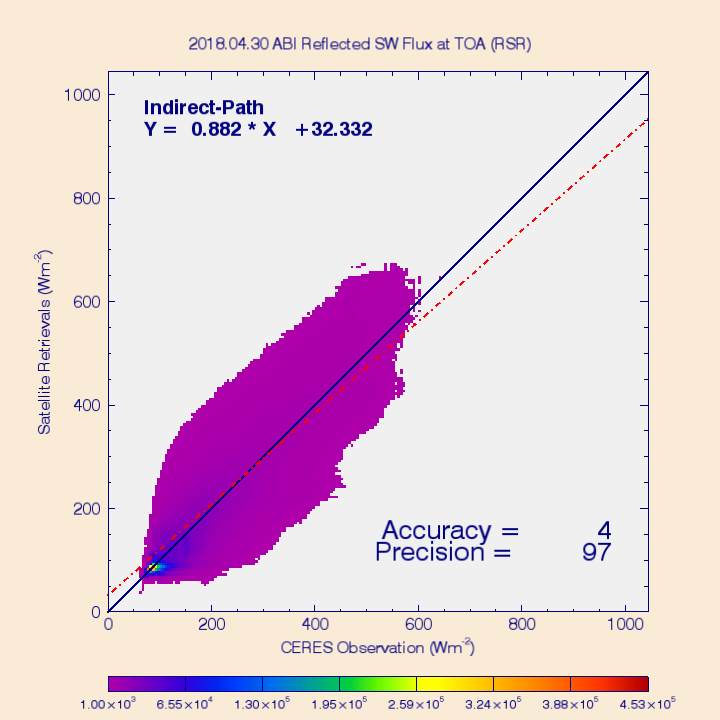 2018.04.30 ABI Reflected SW Flux at TOA (RSR)
Indirect-Path
Y = 0.882 * X +32.332
1000
800
600
400
200
0
Satellite Retrievals (Wm⁻²)
Accuracy = 4
Precision = 97
0 200 400 600 800 1000
CERES Observation (Wm⁻²)
1.00×10³ 6.55×10⁴ 1.30×10⁵ 1.95×10⁵ 2.59×10⁵ 3.24×10⁵ 3.88×10⁵ 4.53×10⁵